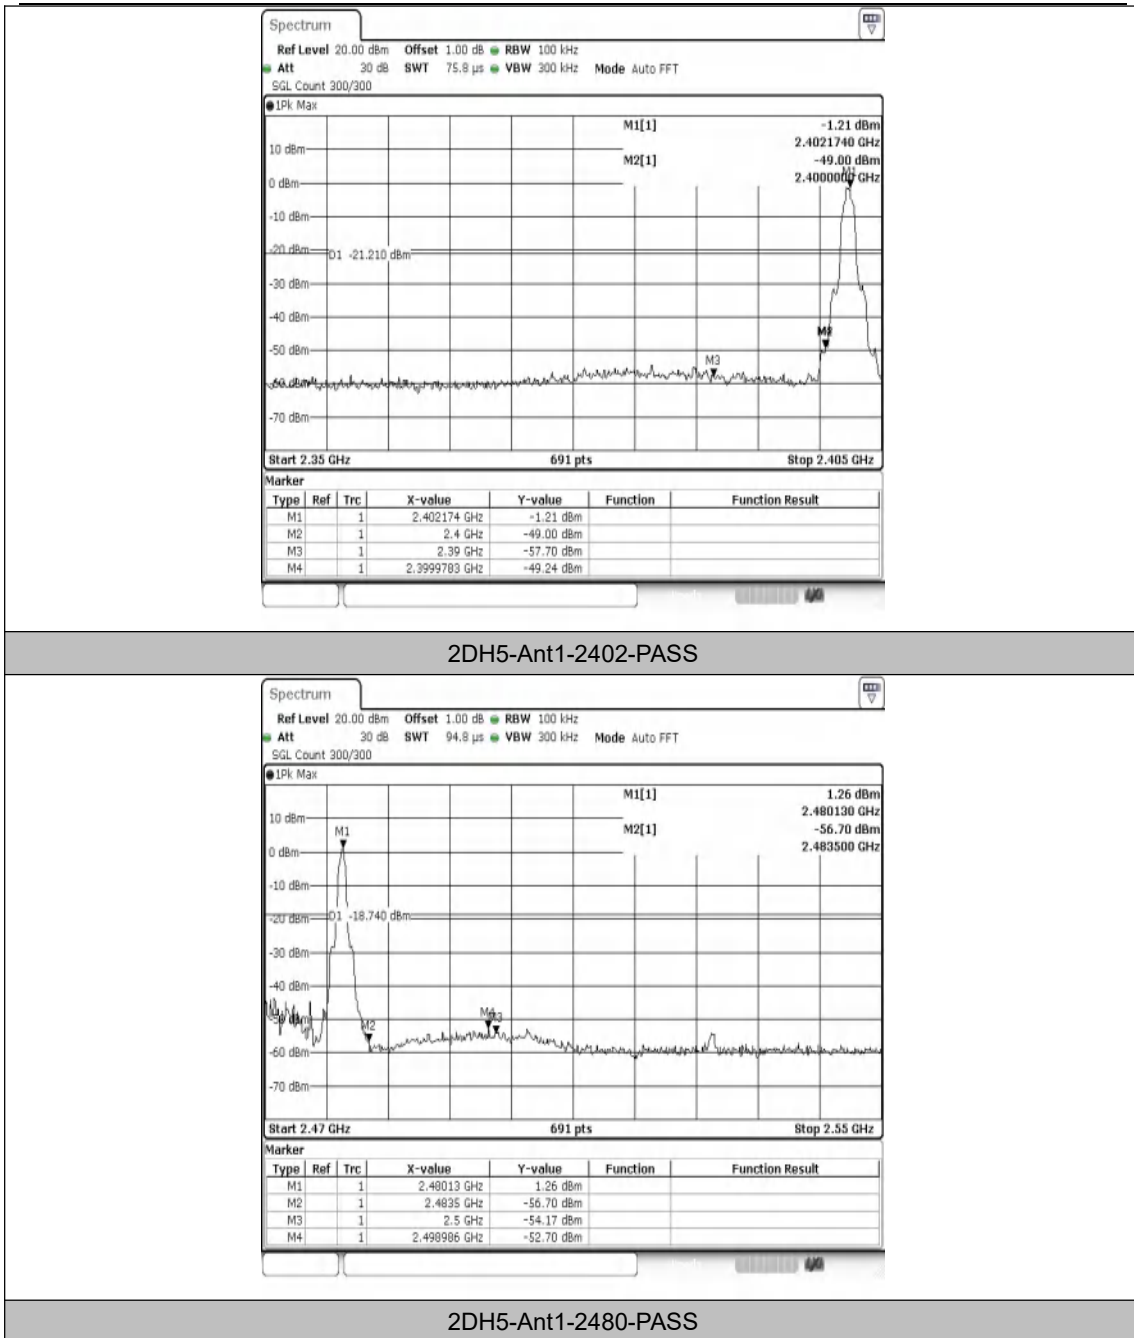 Spectrum
Ref Level 20.00 dBm Offset 1.00 dB RBW 100 kHz
Att 30 dB SWT 75.8 µs VBW 300 kHz Mode Auto FFT
SGL Count 300/300
1Pk Max
M1[1] -1.21 dBm
2.4021740 GHz
M2[1] -49.00 dBm
2.4000000 GHz
M1
10 dBm
0 dBm
-10 dBm
-20 dBm
D1 -21.210 dBm
-30 dBm
-40 dBm
-50 dBm
M3
-60 dBm
-70 dBm
Start 2.35 GHz 691 pts Stop 2.405 GHz
Marker
Type Ref Trc X-value Y-value Function Function Result
M1 1 2.402174 GHz -1.21 dBm
M2 1 2.4 GHz -49.00 dBm
M3 1 2.39 GHz -57.70 dBm
M4 1 2.3999783 GHz -49.24 dBm
2DH5-Ant1-2402-PASS
Spectrum
Ref Level 20.00 dBm Offset 1.00 dB RBW 100 kHz
Att 30 dB SWT 94.8 µs VBW 300 kHz Mode Auto FFT
SGL Count 300/300
1Pk Max
M1[1] 1.26 dBm
2.480130 GHz
M2[1] -56.70 dBm
2.483500 GHz
10 dBm
M1
0 dBm
-10 dBm
-20 dBm
D1 -18.740 dBm
-30 dBm
-40 dBm
M4
-50 dBm
M2
M3
-60 dBm
-70 dBm
Start 2.47 GHz 691 pts Stop 2.55 GHz
Marker
Type Ref Trc X-value Y-value Function Function Result
M1 1 2.48013 GHz 1.26 dBm
M2 1 2.4835 GHz -56.70 dBm
M3 1 2.5 GHz -54.17 dBm
M4 1 2.498986 GHz -52.70 dBm
2DH5-Ant1-2480-PASS